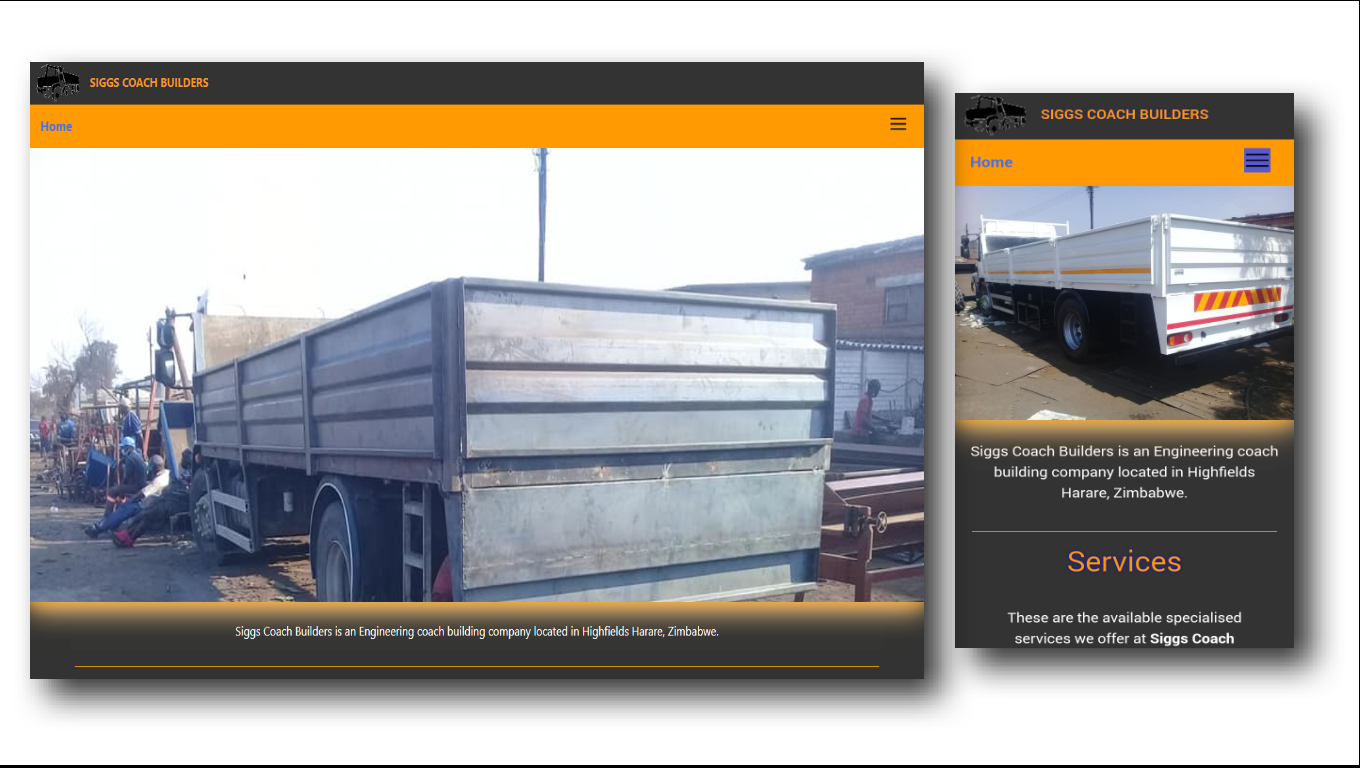 SIGGS COACH BUILDERS
Home
Siggs Coach Builders is an Engineering coach building company located in Highfields Harare, Zimbabwe.
SIGGS COACH BUILDERS
Home
Siggs Coach Builders is an Engineering coach
building company located in Highfields
Harare, Zimbabwe.
Services
These are the available specialised
services we offer at Siggs Coach